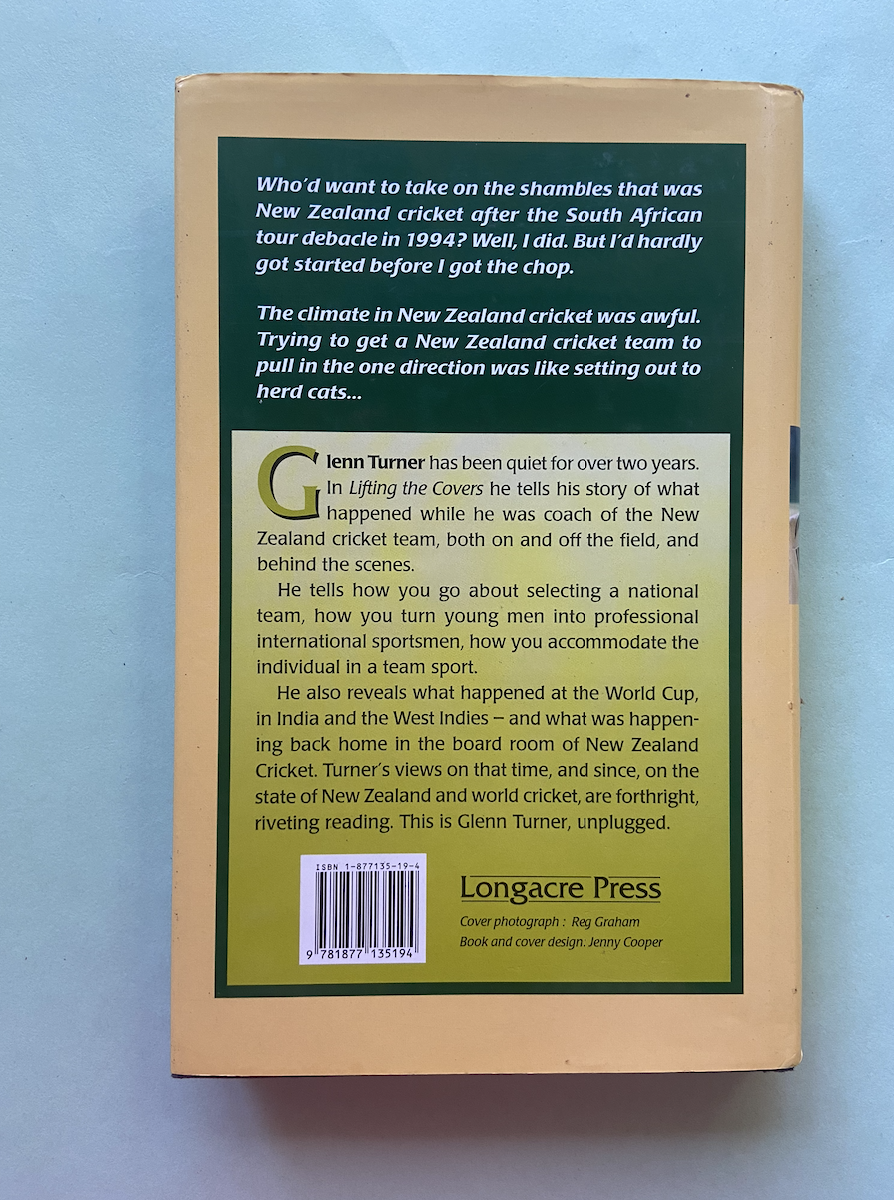 Who'd want to take on the shambles that was
New Zealand cricket after the South African
tour debacle in 1994? Well, I did. But I'd hardly
got started before I got the chop.
The climate in New Zealand cricket was awful.
Trying to get a New Zealand cricket team to
pull in the one direction was like setting out to
herd cats...
Glenn Turner has been quiet for over two years.
In Lifting the Covers he tells his story of what
happened while he was coach of the New
Zealand cricket team, both on and off the field, and
behind the scenes.
He tells how you go about selecting a national
team, how you turn young men into professional
international sportsmen, how you accommodate the
individual in a team sport.
He also reveals what happened at the World Cup,
in India and the West Indies – and what was happen-
ing back home in the board room of New Zealand
Cricket. Turner's views on that time, and since, on the
state of New Zealand and world cricket, are forthright,
riveting reading. This is Glenn Turner, unplugged.
ISBN 1-877135-19-4
9 781877 135194
Longacre Press
Cover photograph : Reg Graham
Book and cover design. Jenny Cooper